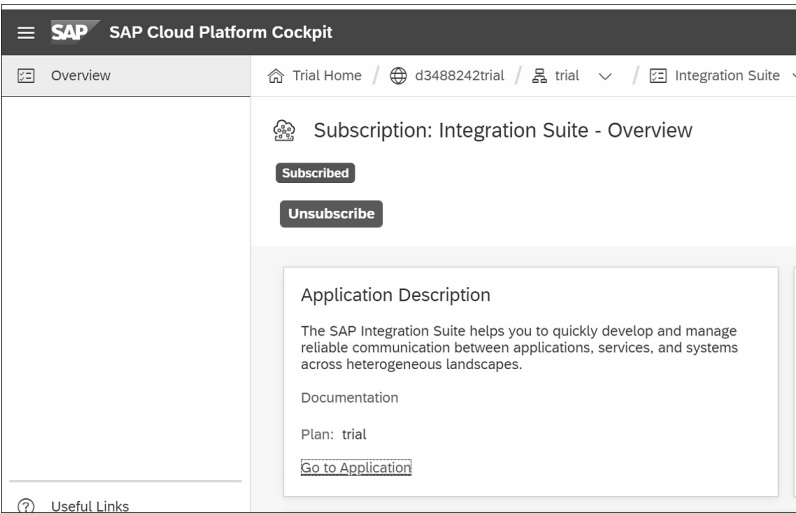 SAP SAP Cloud Platform Cockpit
Overview
Trial Home / d3488242trial / trial / Integration Suite
Subscription: Integration Suite - Overview
Subscribed
Unsubscribe
Application Description
The SAP Integration Suite helps you to quickly develop and manage
reliable communication between applications, services, and systems
across heterogeneous landscapes.
Documentation
Plan: trial
Go to Application
Useful Links